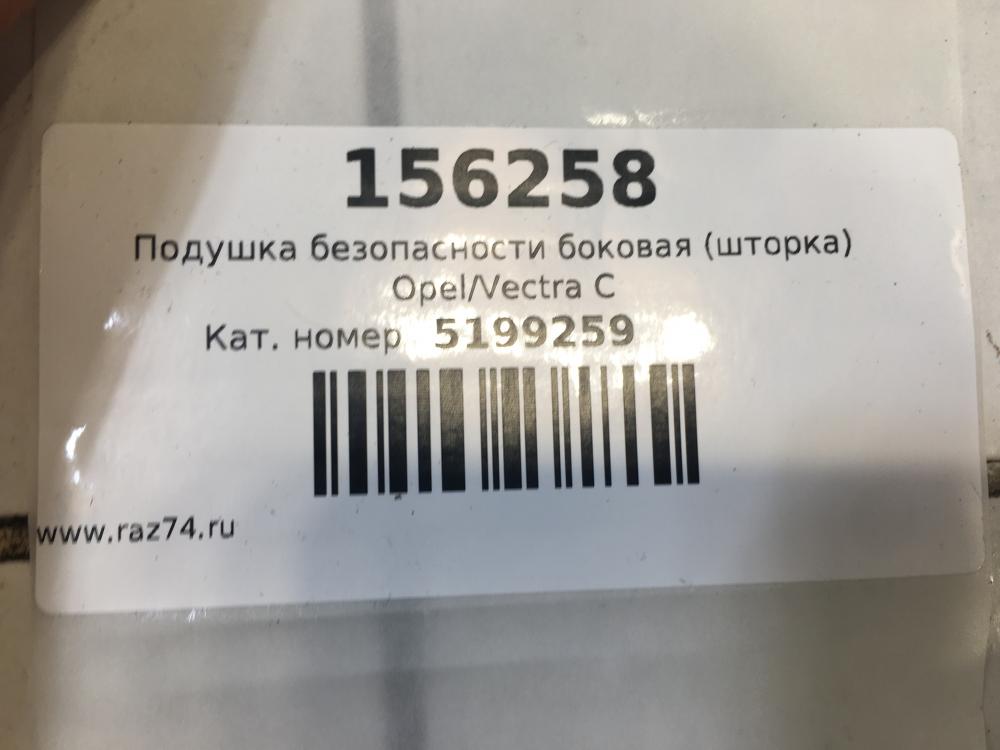 156258
Подушка безопасности боковая (шторка)
Opel/Vectra C
Кат. номер 5199259
www.raz74.ru